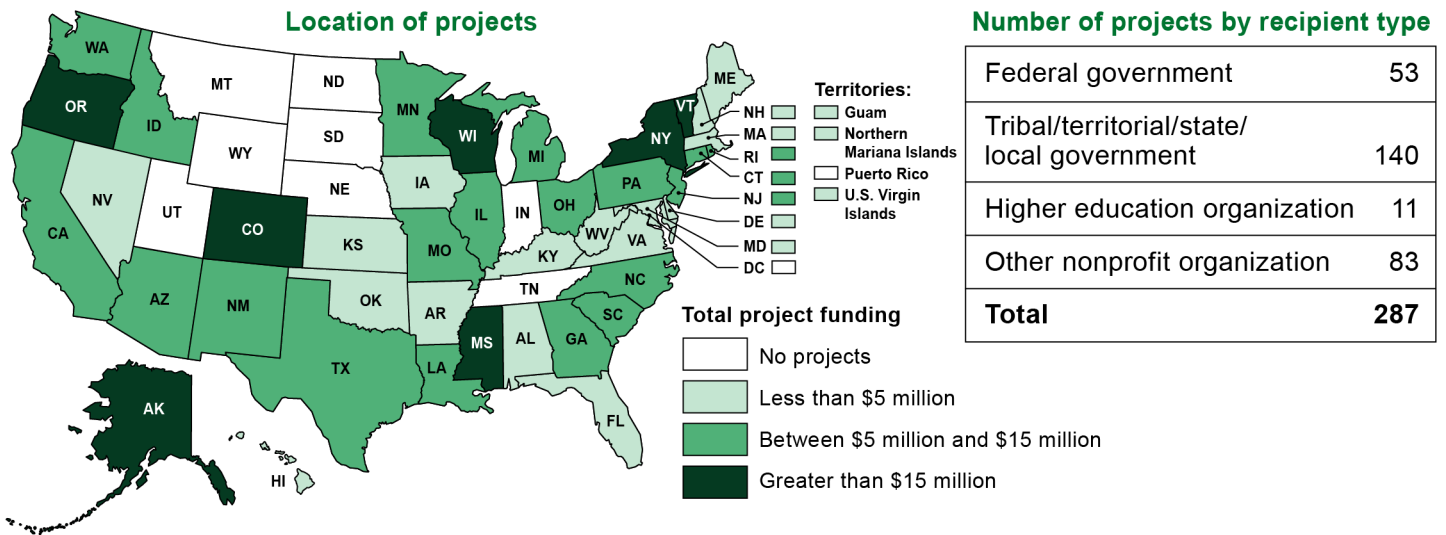 Location of projects
WA
MT
ND
MN
ME
OR
ID
SD
WI
MI
VT
NY
WY
NE
IA
NV
UT
CO
IL
IN
OH
PA
CA
KS
MO
KY
WV
VA
AZ
NM
OK
AR
TN
NC
SC
MS
AL
GA
TX
LA
FL
AK
HI
NH
MA
RI
CT
NJ
DE
MD
DC
Territories:
Guam
Northern
Mariana Islands
Puerto Rico
U.S. Virgin
Islands
Total project funding
No projects
Less than $5 million
Between $5 million and $15 million
Greater than $15 million
Number of projects by recipient type
Federal government 53
Tribal/territorial/state/
local government 140
Higher education organization 11
Other nonprofit organization 83
Total 287